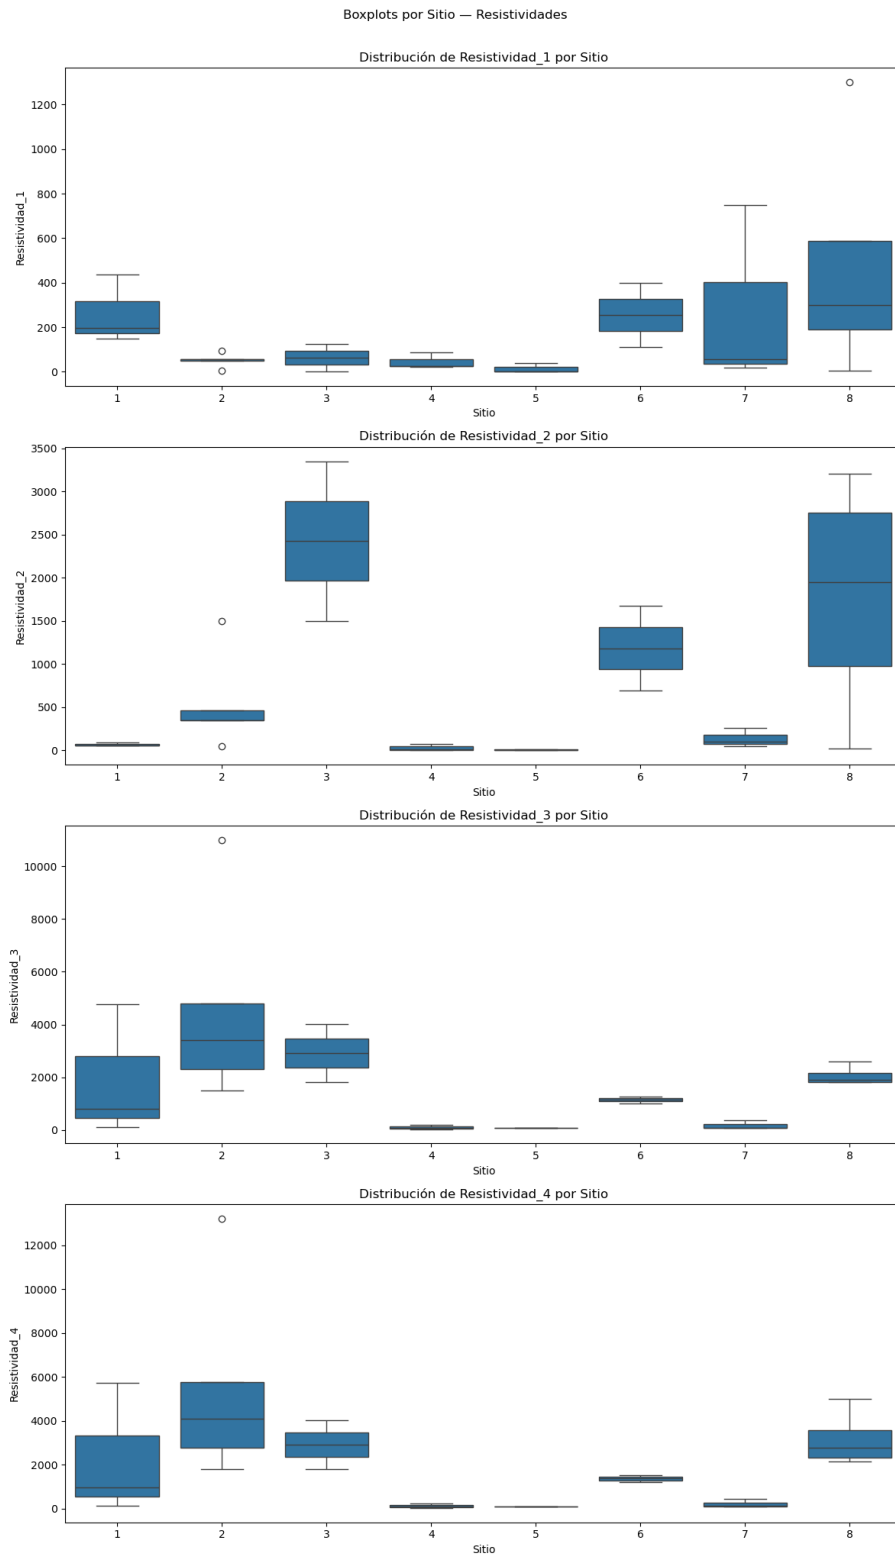 Boxplots por Sitio — Resistividades
Distribución de Resistividad_1 por Sitio
Resistividad_1
1200
1000
800
600
400
200
0
1 2 3 4 5 6 7 8
Sitio
Distribución de Resistividad_2 por Sitio
Resistividad_2
3500
3000
2500
2000
1500
1000
500
0
1 2 3 4 5 6 7 8
Sitio
Distribución de Resistividad_3 por Sitio
Resistividad_3
10000
8000
6000
4000
2000
0
1 2 3 4 5 6 7 8
Sitio
Distribución de Resistividad_4 por Sitio
Resistividad_4
12000
10000
8000
6000
4000
2000
0
1 2 3 4 5 6 7 8
Sitio